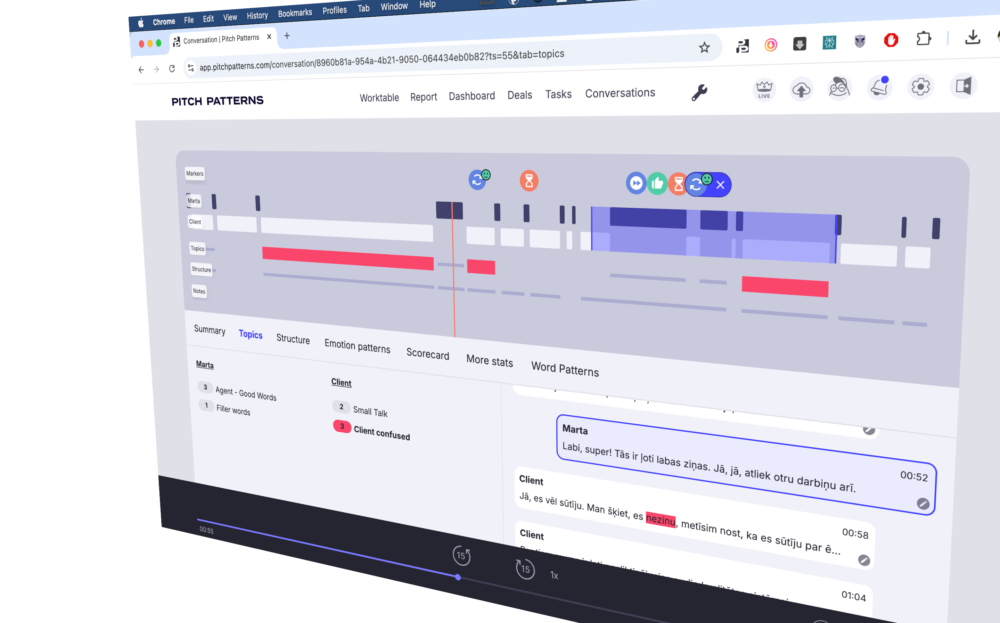 Chrome File Edit View History Bookmarks Profiles Tab Window Help
Conversation | Pitch Patterns
app.pitchpatterns.com/conversation/8960b81a-954a-4b21-9050-064434eb0b82?ts=55&tab=topics
PITCH PATTERNS Worktable Report Dashboard Deals Tasks Conversations
LIVE
Markers
Marta
Client
Topics
Structure
Notes
Summary Topics Structure Emotion patterns Scorecard More stats Word Patterns
Marta
3 Agent - Good Words
1 Filler words
Client
2 Small Talk
3 Client confused
Marta
Labi, super! Tās ir ļoti labas ziņas. Jā, jā, atliek otru darbiņu arī.
00:52
Client
Jā, es vēl sūtīju. Man šķiet, es nezinu, metīsim nost, ka es sūtīju par ē...
00:58
Client
01:04
00:55
15 15 1x